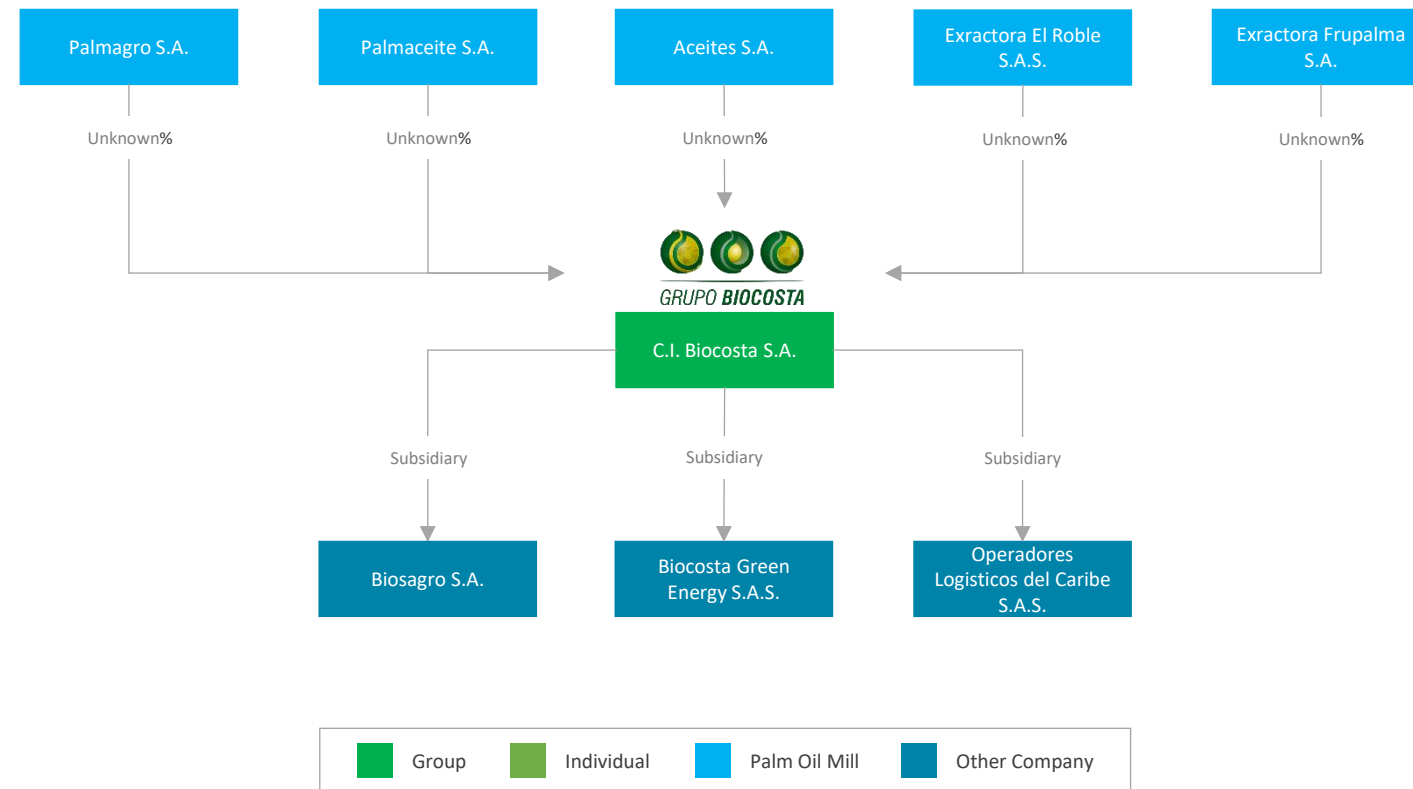 Palmagro S.A.
Palmaceite S.A.
Aceites S.A.
Exractora El Roble
S.A.S.
Exractora Frupalma
S.A.
Unknown%
Unknown%
Unknown%
Unknown%
Unknown%
GRUPO BIOCOSTA
C.I. Biocosta S.A.
Subsidiary
Subsidiary
Subsidiary
Biosagro S.A.
Biocosta Green
Energy S.A.S.
Operadores
Logisticos del Caribe
S.A.S.
Group
Individual
Palm Oil Mill
Other Company